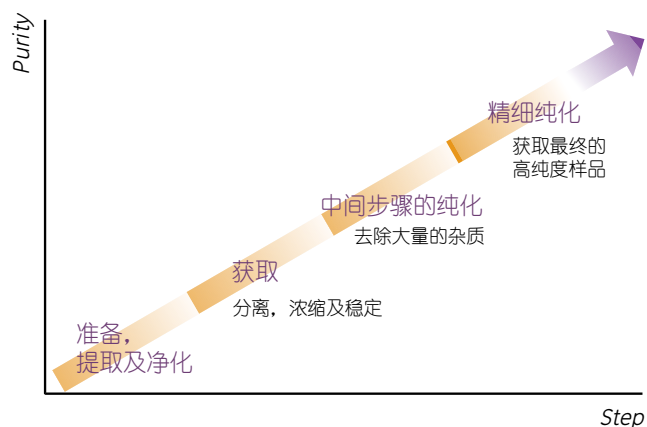 Purity
精细纯化
获取最终的
高纯度样品
中间步骤的纯化
去除大量的杂质
获取
分离，浓缩及稳定
准备，
提取及净化
Step